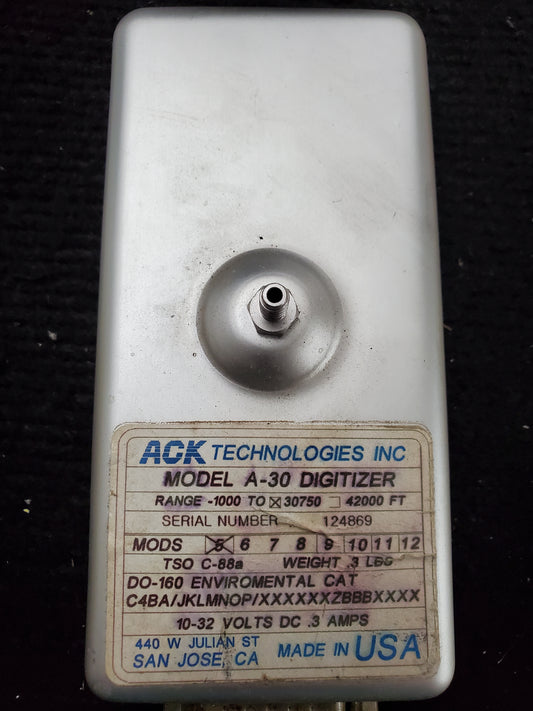 ACK TECHNOLOGIES INC
MODEL A-30 DIGITIZER
RANGE -1000 TO ☒ 30750 ☐ 42000 FT
SERIAL NUMBER 124869
MODS 5 6 7 8 9 10 11 12
TSO C-88a WEIGHT .3 LBS
DO-160 ENVIROMENTAL CAT
C4BA/JKLMNOP/XXXXXXZBBBXXXX
10-32 VOLTS DC .3 AMPS
440 W JULIAN ST
SAN JOSE, CA MADE IN USA